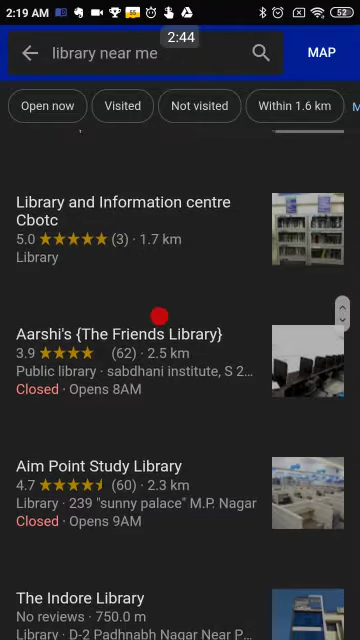 2:19 AM
52
2:44
library near me
MAP
Open now
Visited
Not visited
Within 1.6 km
Library and Information centre
Cbotc
5.0 ★★★★★ (3) · 1.7 km
Library
Aarshi's {The Friends Library}
3.9 ★★★★ (62) · 2.5 km
Public library · sabdhani institute, S 2...
Closed · Opens 8AM
Aim Point Study Library
4.7 ★★★★★ (60) · 2.3 km
Library · 239 "sunny palace" M.P. Nagar
Closed · Opens 9AM
The Indore Library
No reviews · 750.0 m
Library · D-2 Padhnabh Nagar Near P...